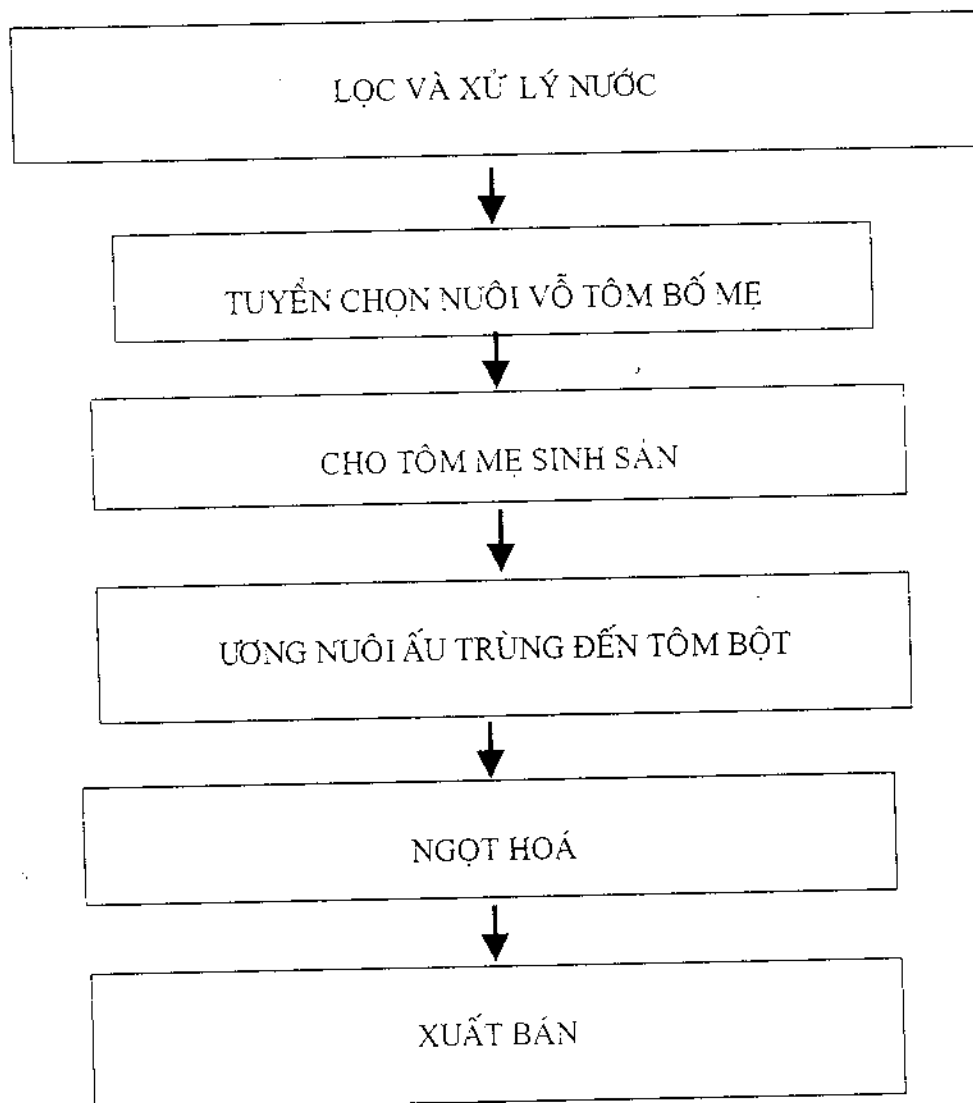 LỌC VÀ XỬ LÝ NƯỚC
TUYỂN CHỌN NUÔI VỖ TÔM BỐ MẸ
CHO TÔM MẸ SINH SẢN
ƯƠNG NUÔI ẤU TRÙNG ĐẾN TÔM BỘT
NGỌT HOÁ
XUẤT BÁN